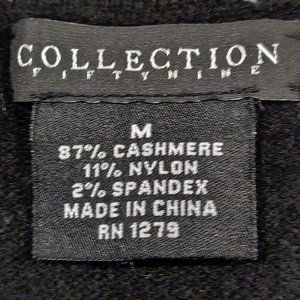 COLLECTION
FIFTYNINE
M
87% CASHMERE
11% NYLON
2% SPANDEX
MADE IN CHINA
RN 1279